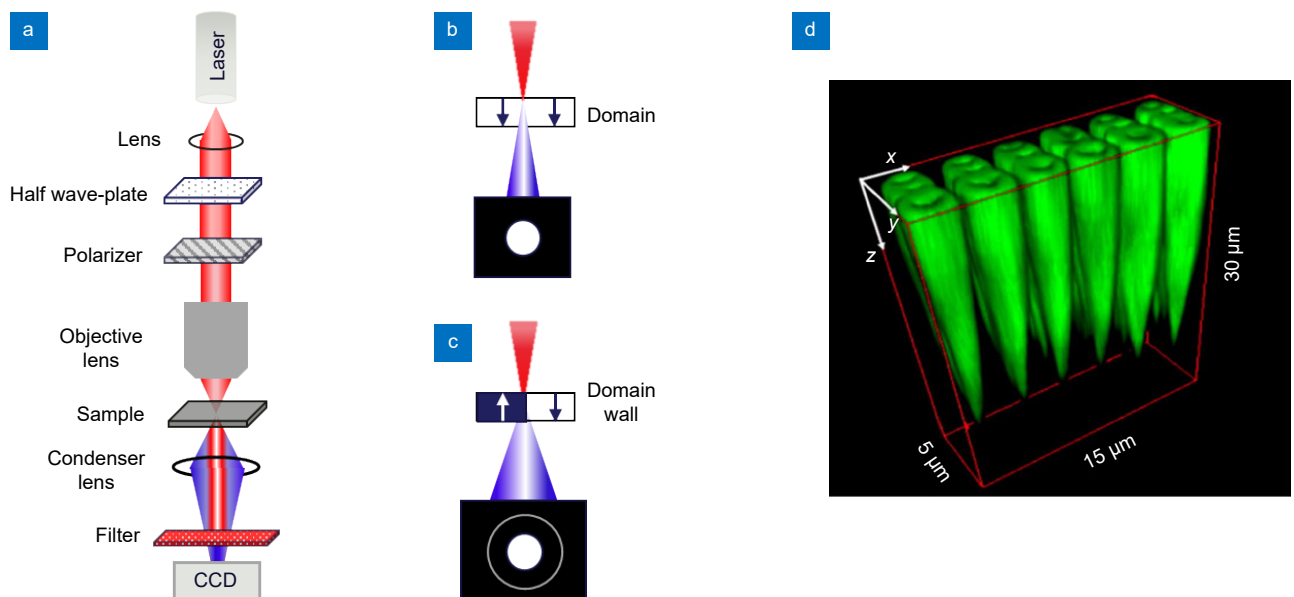 a
Laser
Lens
Half wave-plate
Polarizer
Objective
lens
Sample
Condenser
lens
Filter
CCD
b
Domain
c
Domain
wall
d
x
y
z
30 μm
15 μm
5 μm